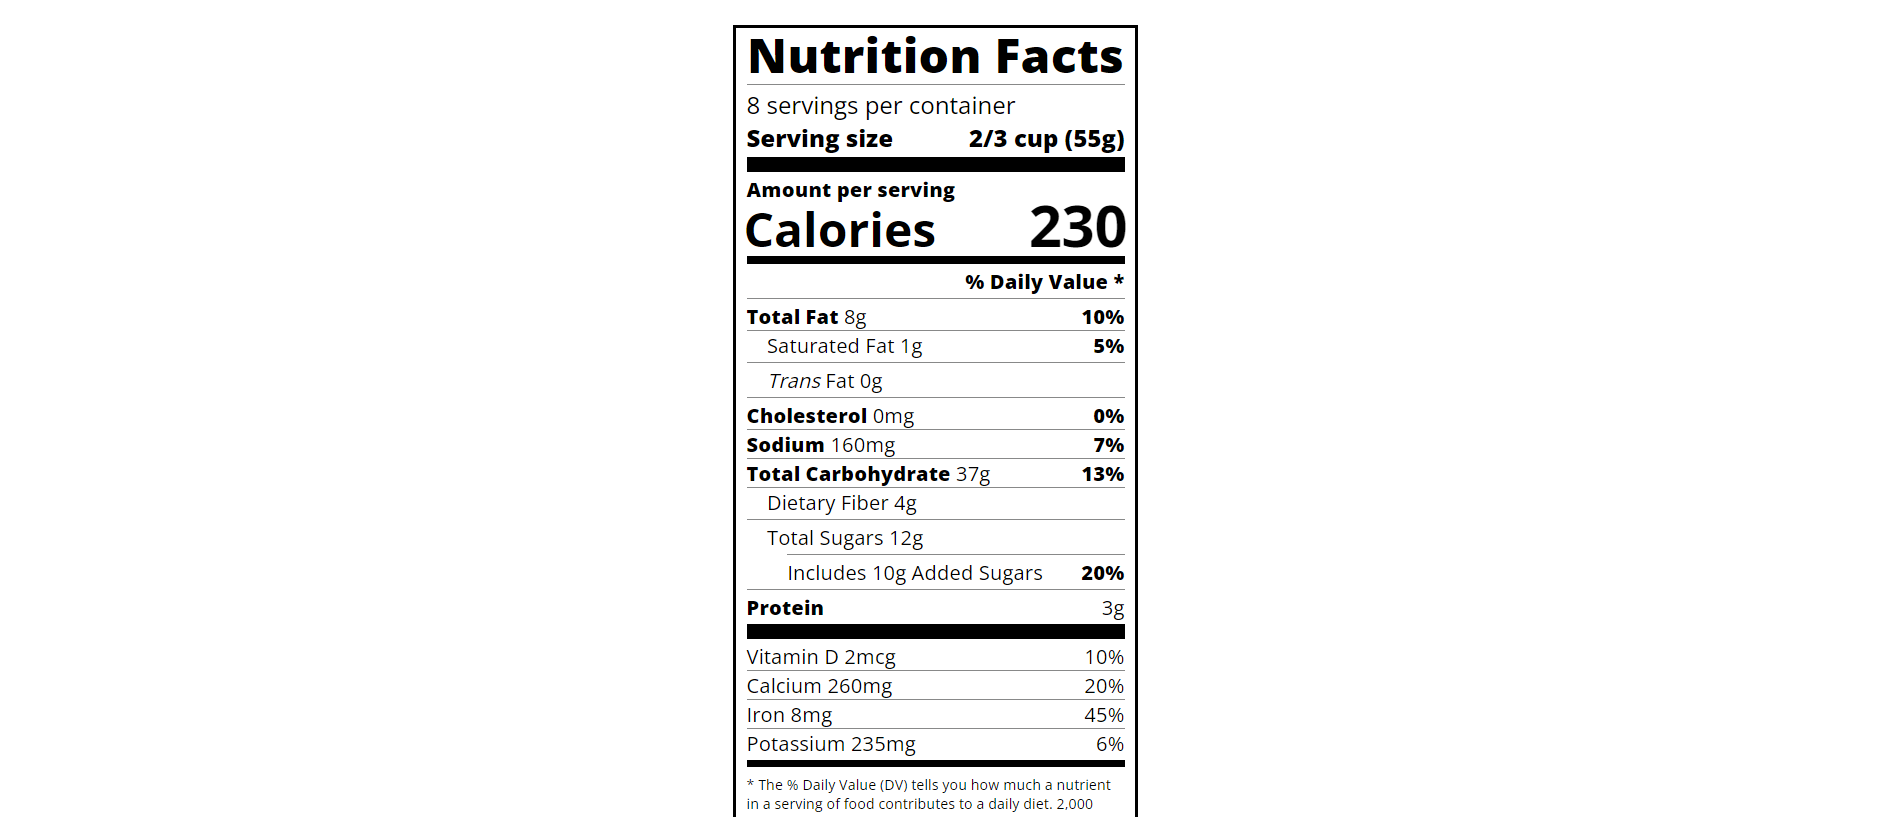 Nutrition Facts
8 servings per container
Serving size 2/3 cup (55g)
Amount per serving
Calories 230
% Daily Value *
Total Fat 8g 10%
Saturated Fat 1g 5%
Trans Fat 0g
Cholesterol 0mg 0%
Sodium 160mg 7%
Total Carbohydrate 37g 13%
Dietary Fiber 4g
Total Sugars 12g
Includes 10g Added Sugars 20%
Protein 3g
Vitamin D 2mcg 10%
Calcium 260mg 20%
Iron 8mg 45%
Potassium 235mg 6%
* The % Daily Value (DV) tells you how much a nutrient
in a serving of food contributes to a daily diet. 2,000